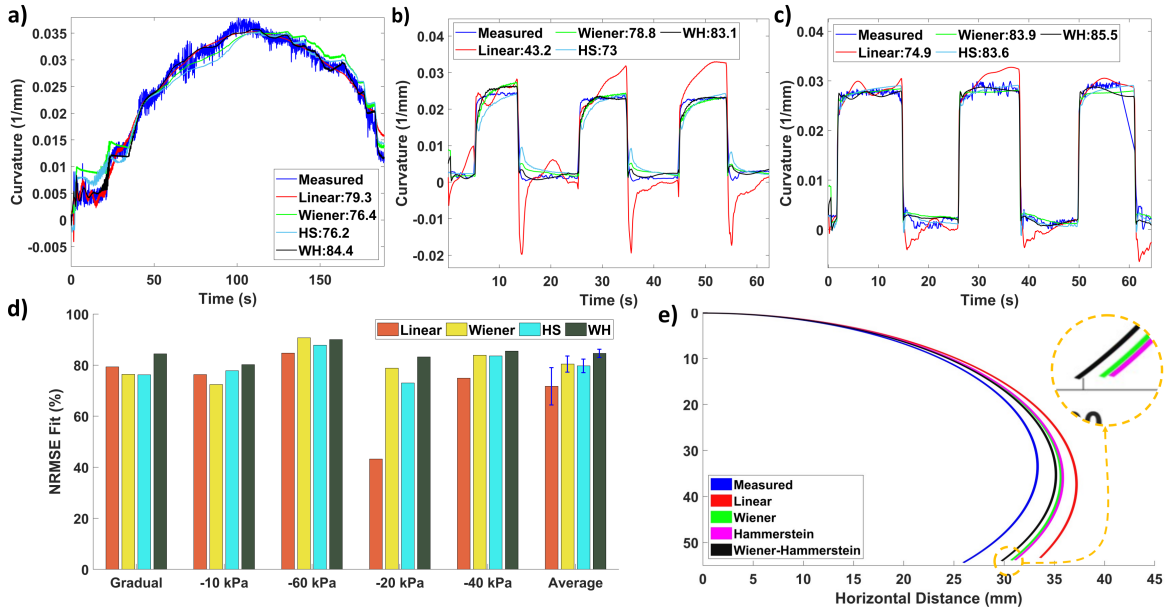 a)
0.035
0.03
0.025
0.02
0.015
0.01
0.005
0
-0.005
Curvature (1/mm)
0
50
100
150
Time (s)
Measured
Linear:79.3
Wiener:76.4
HS:76.2
WH:84.4
b)
0.04
0.03
0.02
0.01
0
-0.01
-0.02
Curvature (1/mm)
0
10
20
30
40
50
60
Time (s)
Measured
Wiener:78.8
WH:83.1
Linear:43.2
HS:73
c)
0.04
0.03
0.02
0.01
0
Curvature (1/mm)
0
10
20
30
40
50
60
Time (s)
Measured
Wiener:83.9
WH:85.5
Linear:74.9
HS:83.6
d)
100
80
60
40
20
0
NRMSE Fit (%)
Linear
Wiener
HS
WH
Gradual
-10 kPa
-60 kPa
-20 kPa
-40 kPa
Average
e)
0
10
20
30
40
50
0
5
10
15
20
25
30
35
40
45
Horizontal Distance (mm)
Measured
Linear
Wiener
Hammerstein
Wiener-Hammerstein